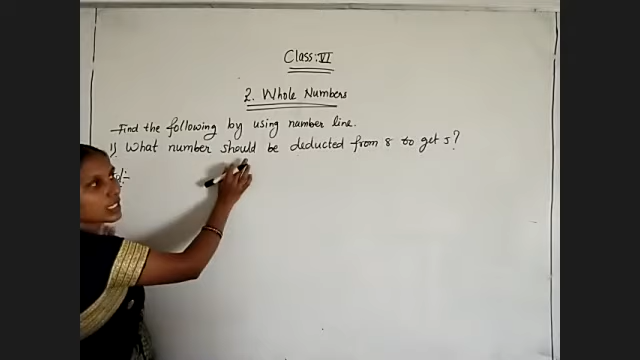 Class: VI
2. Whole Numbers
Find the following by using number line.
1) What number should be deducted from 8 to get 5?